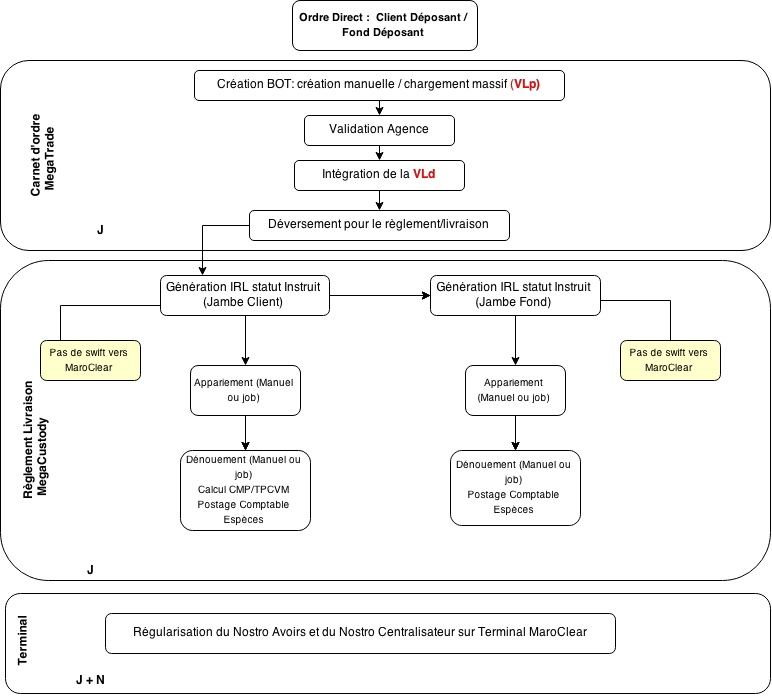 Ordre Direct : Client Déposant /
Fond Déposant
Création BOT: création manuelle / chargement massif (VLp)
Validation Agence
Intégration de la VLd
Déversement pour le règlement/livraison
Carnet d'ordre
MegaTrade
J
Génération IRL statut Instruit
(Jambe Client)
Génération IRL statut Instruit
(Jambe Fond)
Pas de swift vers
MaroClear
Pas de swift vers
MaroClear
Appariement (Manuel
ou job)
Appariement
(Manuel ou job)
Dénouement (Manuel ou
job)
Calcul CMP/TPCVM
Postage Comptable
Espèces
Dénouement (Manuel ou
job)
Postage Comptable
Espèces
Règlement Livraison
MegaCustody
J
Terminal
Régularisation du Nostro Avoirs et du Nostro Centralisateur sur Terminal MaroClear
J + N